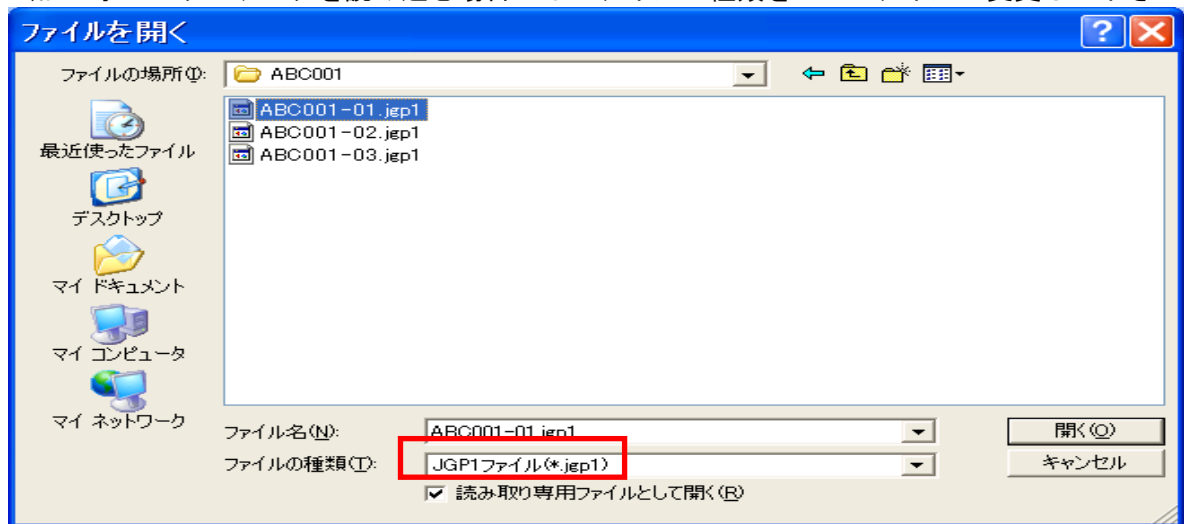 ファイルを開く
ファイルの場所(I):
ABC001
ABC001-01.jgp1
ABC001-02.jgp1
ABC001-03.jgp1
最近使ったファイル
デスクトップ
マイ ドキュメント
マイ コンピュータ
マイ ネットワーク
ファイル名(N):
ABC001-01.jgp1
開く(O)
ファイルの種類(T):
JGP1ファイル(*.jgp1)
キャンセル
読み取り専用ファイルとして開く(R)